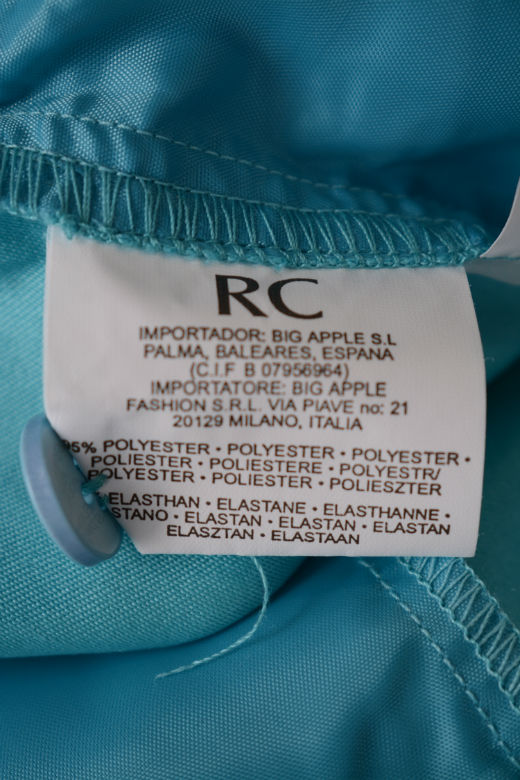 RC
IMPORTADOR: BIG APPLE S.L
PALMA, BALEARES, ESPANA
(C.I.F B 07956964)
IMPORTATORE: BIG APPLE
FASHION S.R.L. VIA PIAVE no: 21
20129 MILANO, ITALIA
95% POLYESTER • POLYESTER • POLYESTER •
POLIESTER • POLIESTERE • POLYESTR/
POLYESTER • POLIESTER • POLIESZTER
ELASTHAN • ELASTANE • ELASTHANNE •
ELASTAN • ELASTAN • ELASTAN
ELASZTAN • ELASTAAN